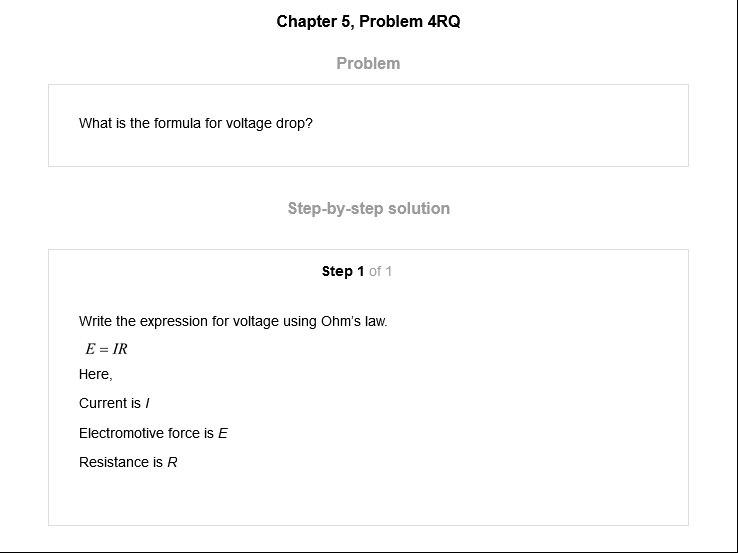 Chapter 5, Problem 4RQ
Problem
What is the formula for voltage drop?
Step-by-step solution
Step 1 of 1
Write the expression for voltage using Ohm's law.
E = IR
Here,
Current is I
Electromotive force is E
Resistance is R